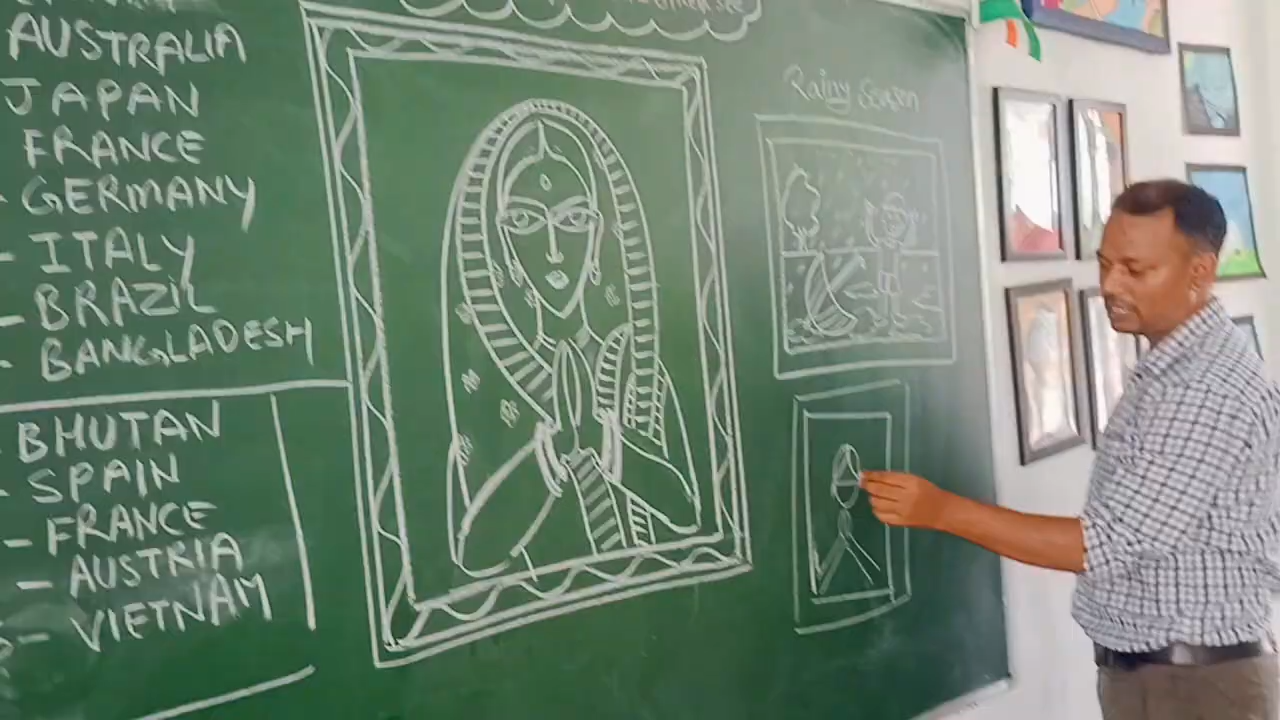 AUSTRALIA
JAPAN
FRANCE
- GERMANY
- ITALY
- BRAZIL
- BANGLADESH
- BHUTAN
- SPAIN
- FRANCE
- AUSTRIA
- VIETNAM
Rainy Season